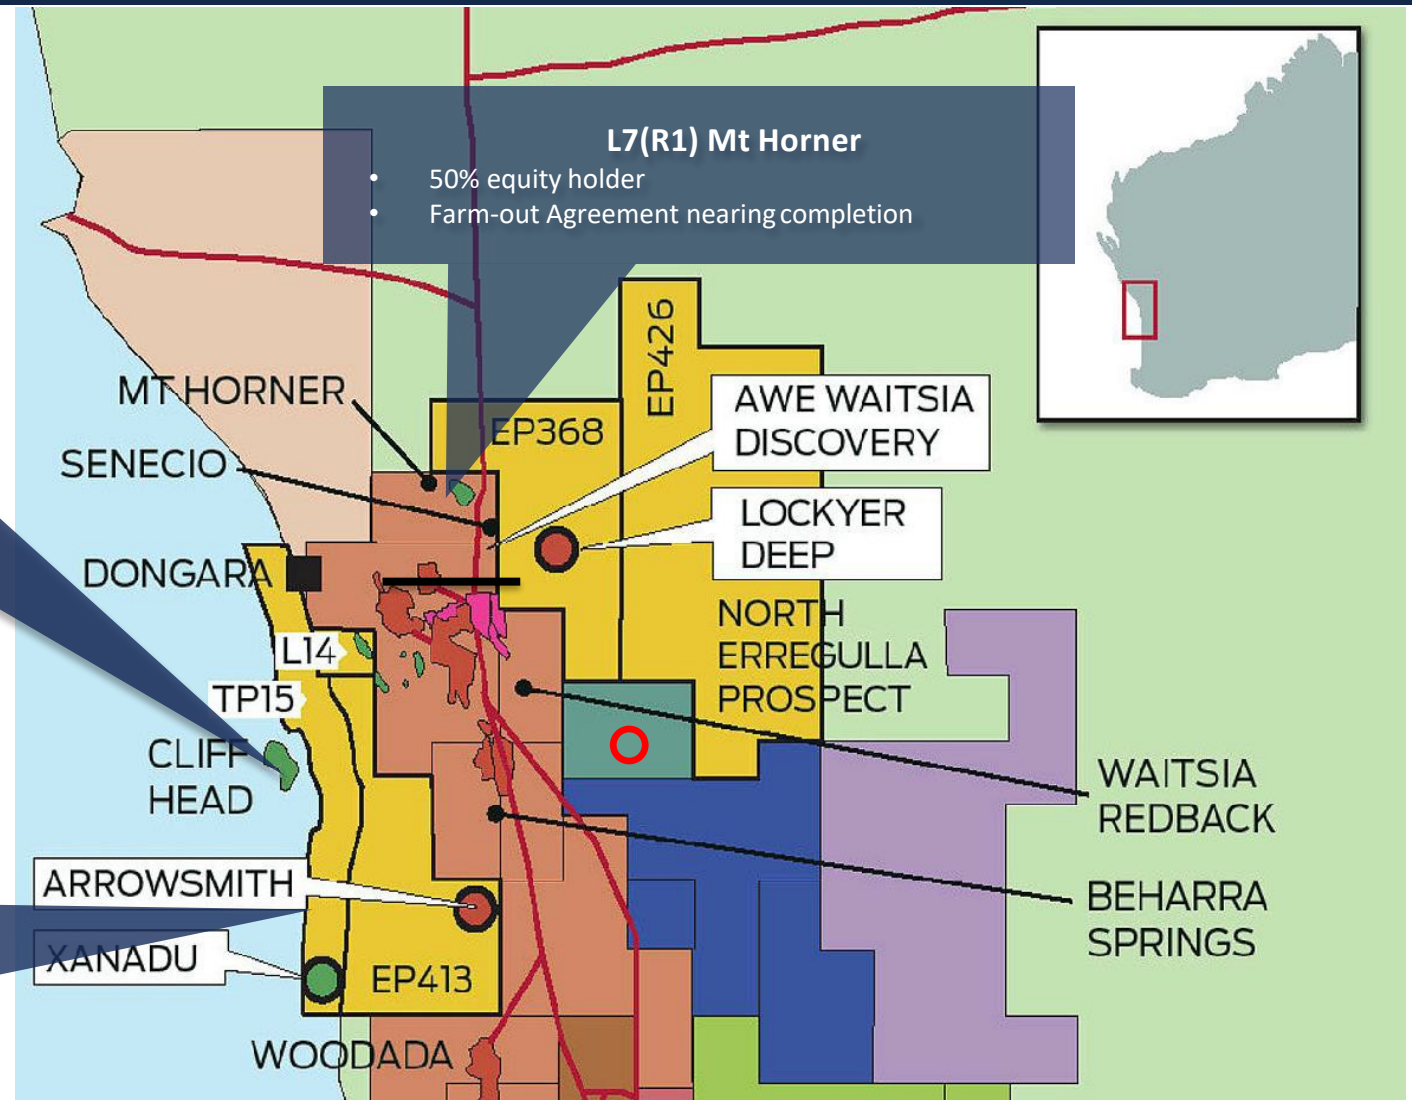 L7(R1) Mt Horner
• 50% equity holder
• Farm-out Agreement nearing completion
EP426
MT HORNER
AWE WAITSIA
DISCOVERY
EP368
SENECIO
LOCKYER
DEEP
DONGARA
NORTH
ERREGULLA
PROSPECT
L14
TP15
CLIFF
HEAD
WAITSIA
REDBACK
ARROWSMITH
BEHARRA
SPRINGS
XANADU
EP413
WOODADA